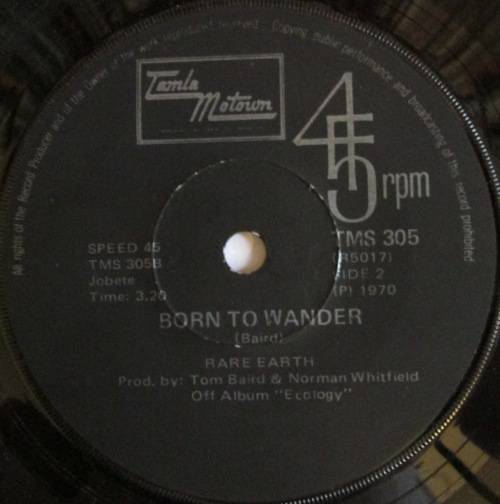 All rights of the Record Producer and of the Owner of the work reproduced reserved. Copying, public performance and broadcasting of this record prohibited
Tamla
Motown
45 rpm
SPEED 45
TMS 305B
Jobete
Time: 3.20
TMS 305
(R5017)
SIDE 2
(P) 1970
BORN TO WANDER
(Baird)
RARE EARTH
Prod. by: Tom Baird & Norman Whitfield
Off Album "Ecology"